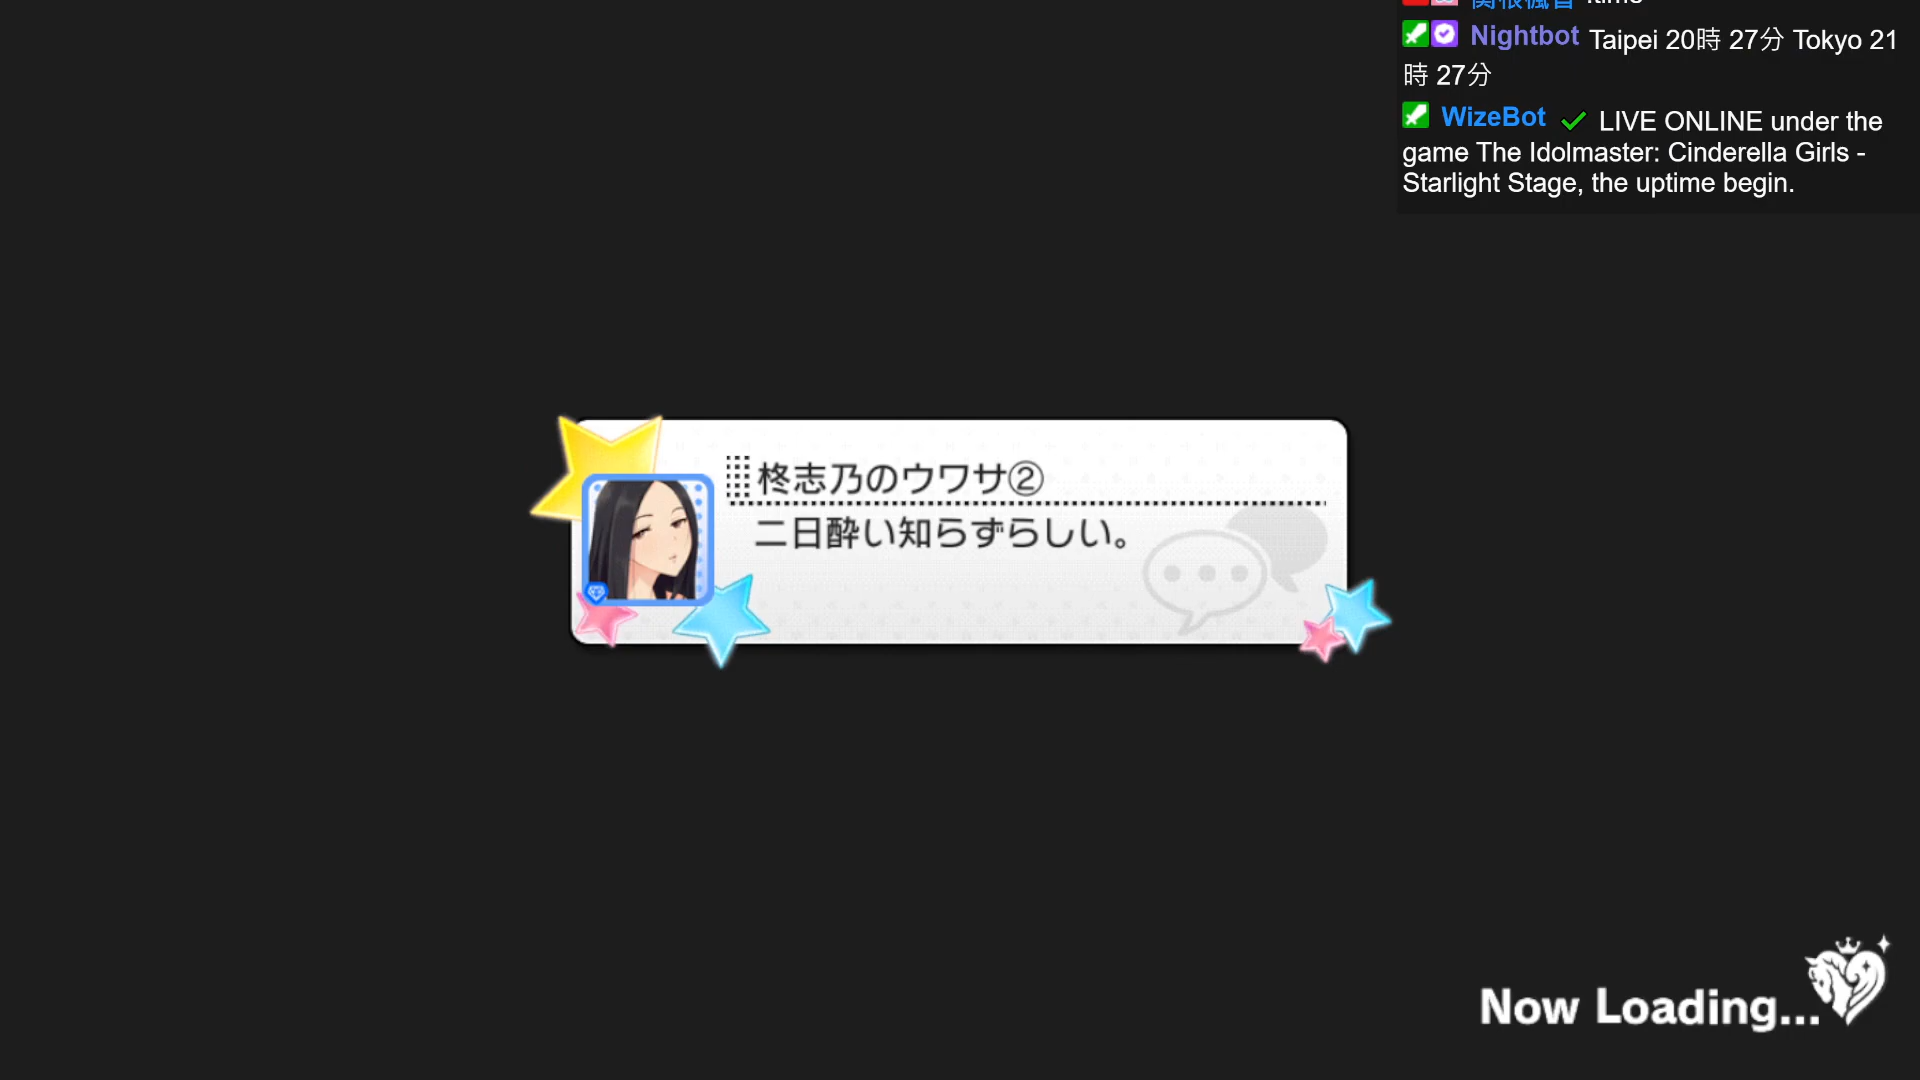 Nightbot Taipei 20時 27分 Tokyo 21
時 27分
WizeBot LIVE ONLINE under the
game The Idolmaster: Cinderella Girls -
Starlight Stage, the uptime begin.
柊志乃のウワサ②
二日酔い知らずらしい。
Now Loading...